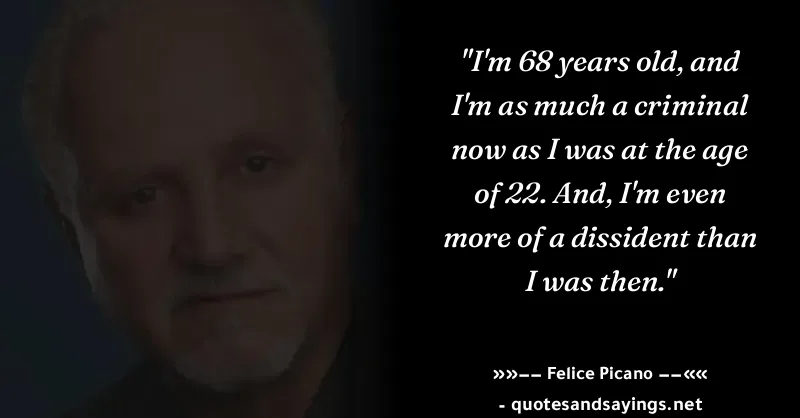 "I'm 68 years old, and
I'm as much a criminal
now as I was at the age
of 22. And, I'm even
more of a dissident than
I was then."
»»−− Felice Picano −−««
- quotesandsayings.net